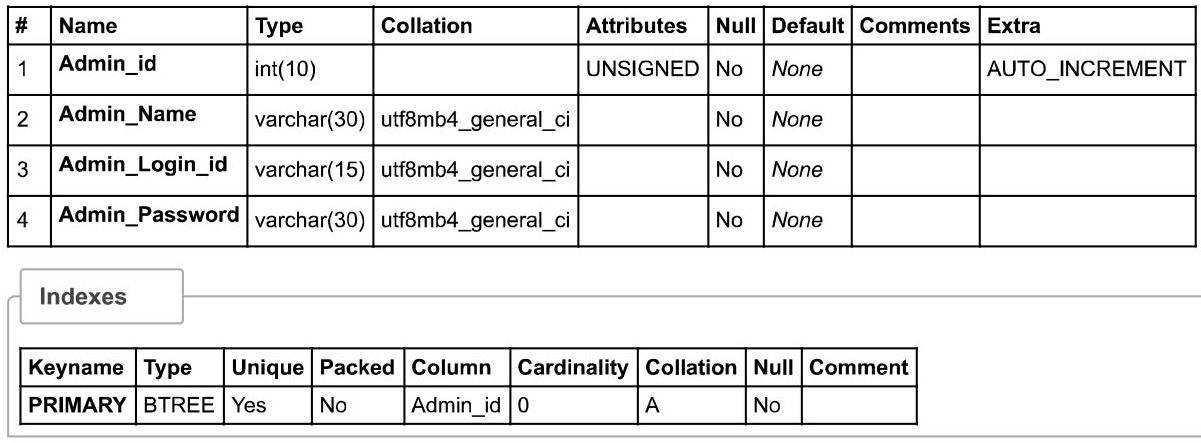 # Name Type Collation Attributes Null Default Comments Extra
1 Admin_id int(10) UNSIGNED No None AUTO_INCREMENT
2 Admin_Name varchar(30) utf8mb4_general_ci No None
3 Admin_Login_id varchar(15) utf8mb4_general_ci No None
4 Admin_Password varchar(30) utf8mb4_general_ci No None
Indexes
Keyname Type Unique Packed Column Cardinality Collation Null Comment
PRIMARY BTREE Yes No Admin_id 0 A No